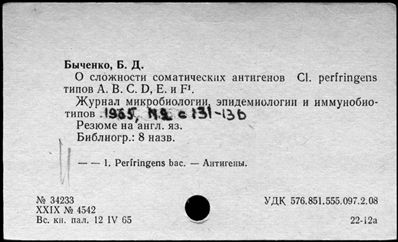 Быченко, Б. Д.
О сложности соматических антигенов Cl. perfringens
типов A. B. C. D, E. и F¹.
Журнал микробиологии, эпидемиологии и иммунобио-
типов . 1965, №2 с 131-136
Резюме на англ. яз.
Библиогр.: 8 назв.
— — 1. Perfringens bac. — Антигены.
№ 34233
XXIX № 4542
Вс. кн. пал. 12 IV 65
УДК 576.851.555.097.2.08
22-12а